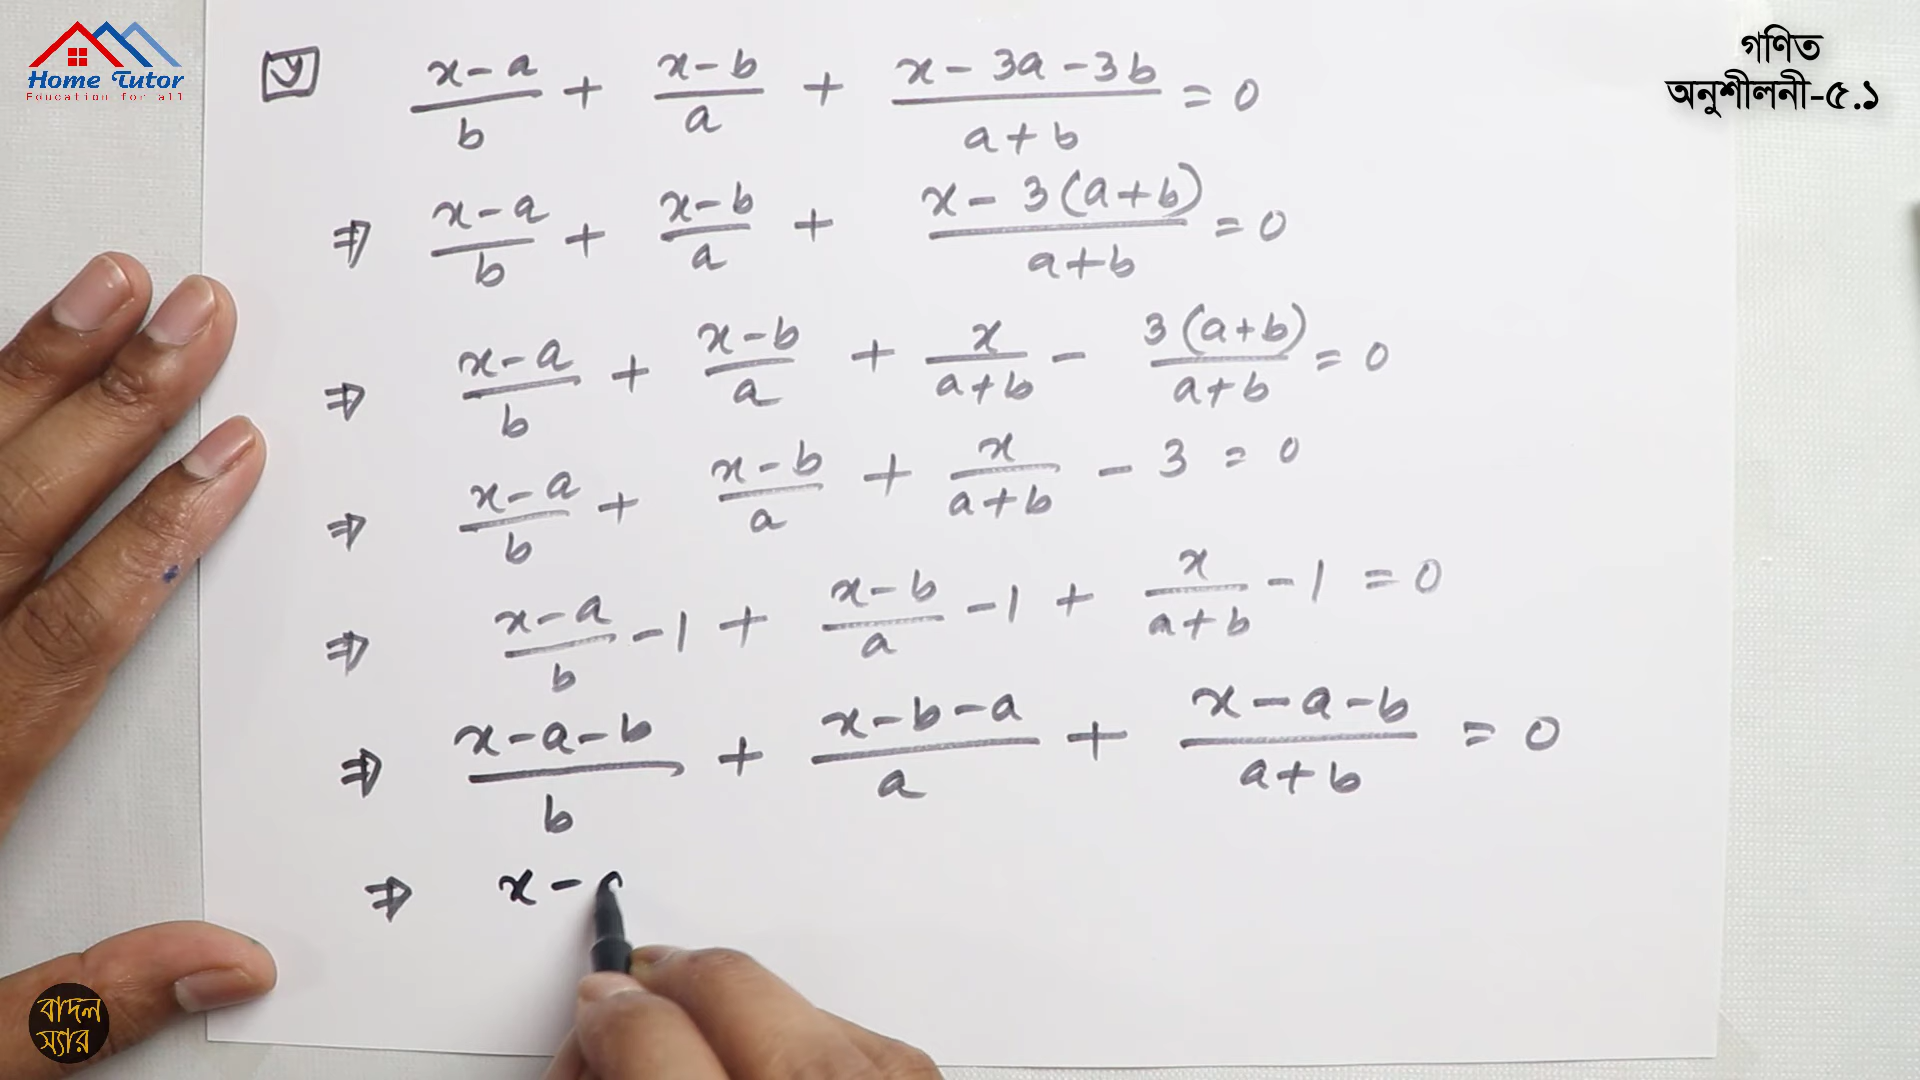 Home Tutor
Education for all
গণিত
অনুশীলনী-৫.১
(x-a)/b + (x-b)/a + (x-3a-3b)/(a+b) = 0
⇒ (x-a)/b + (x-b)/a + (x-3(a+b))/(a+b) = 0
⇒ (x-a)/b + (x-b)/a + x/(a+b) - 3(a+b)/(a+b) = 0
⇒ (x-a)/b + (x-b)/a + x/(a+b) - 3 = 0
⇒ (x-a)/b -1 + (x-b)/a -1 + x/(a+b) -1 = 0
⇒ (x-a-b)/b + (x-b-a)/a + (x-a-b)/(a+b) = 0
⇒ x-
বাদল
স্যার